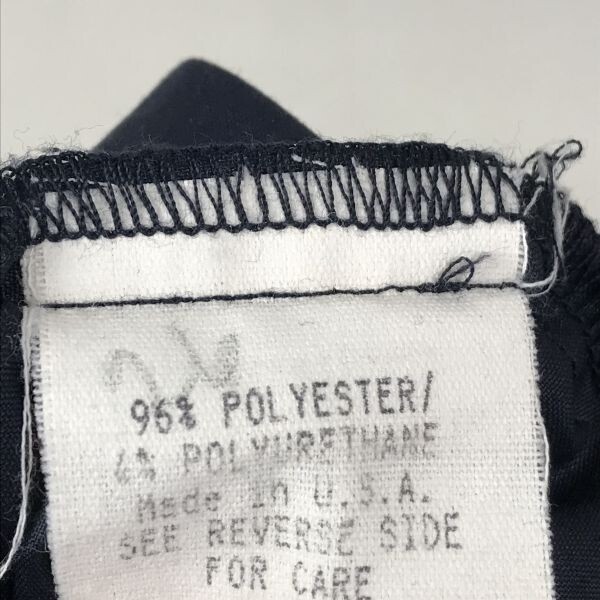 96% POLYESTER/
4% POLYURETHANE
Made in U.S.A.
SEE REVERSE SIDE
FOR CARE